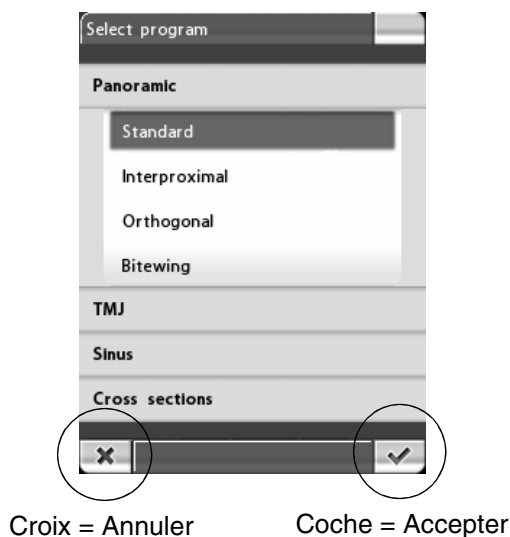 Select program
Panoramic
Standard
Interproximal
Orthogonal
Bitewing
TMJ
Sinus
Cross sections
Croix = Annuler
Coche = Accepter